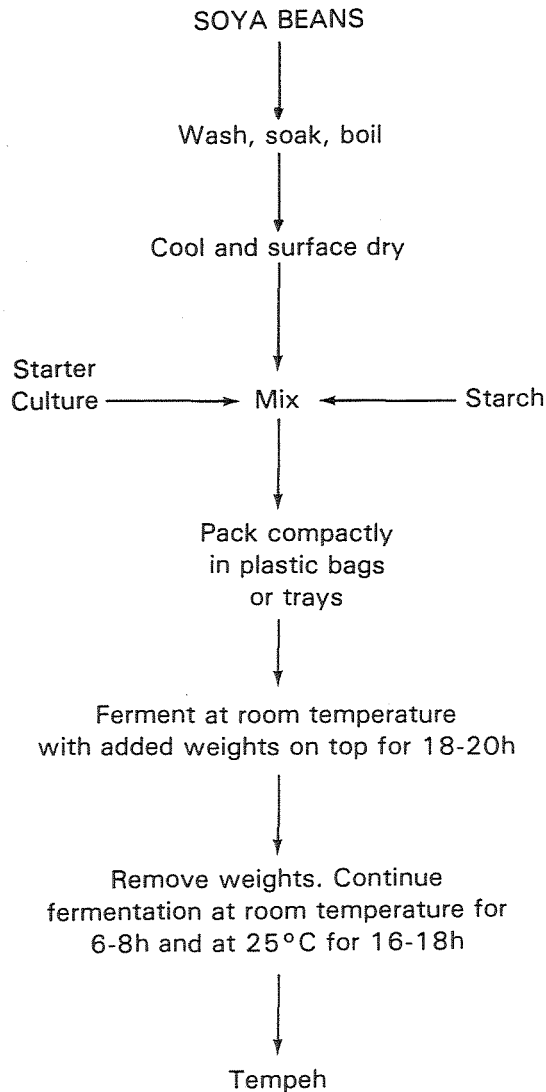 SOYA BEANS
Wash, soak, boil
Cool and surface dry
Starter
Culture
Mix
Starch
Pack compactly
in plastic bags
or trays
Ferment at room temperature
with added weights on top for 18-20h
Remove weights. Continue
fermentation at room temperature for
6-8h and at 25°C for 16-18h
Tempeh